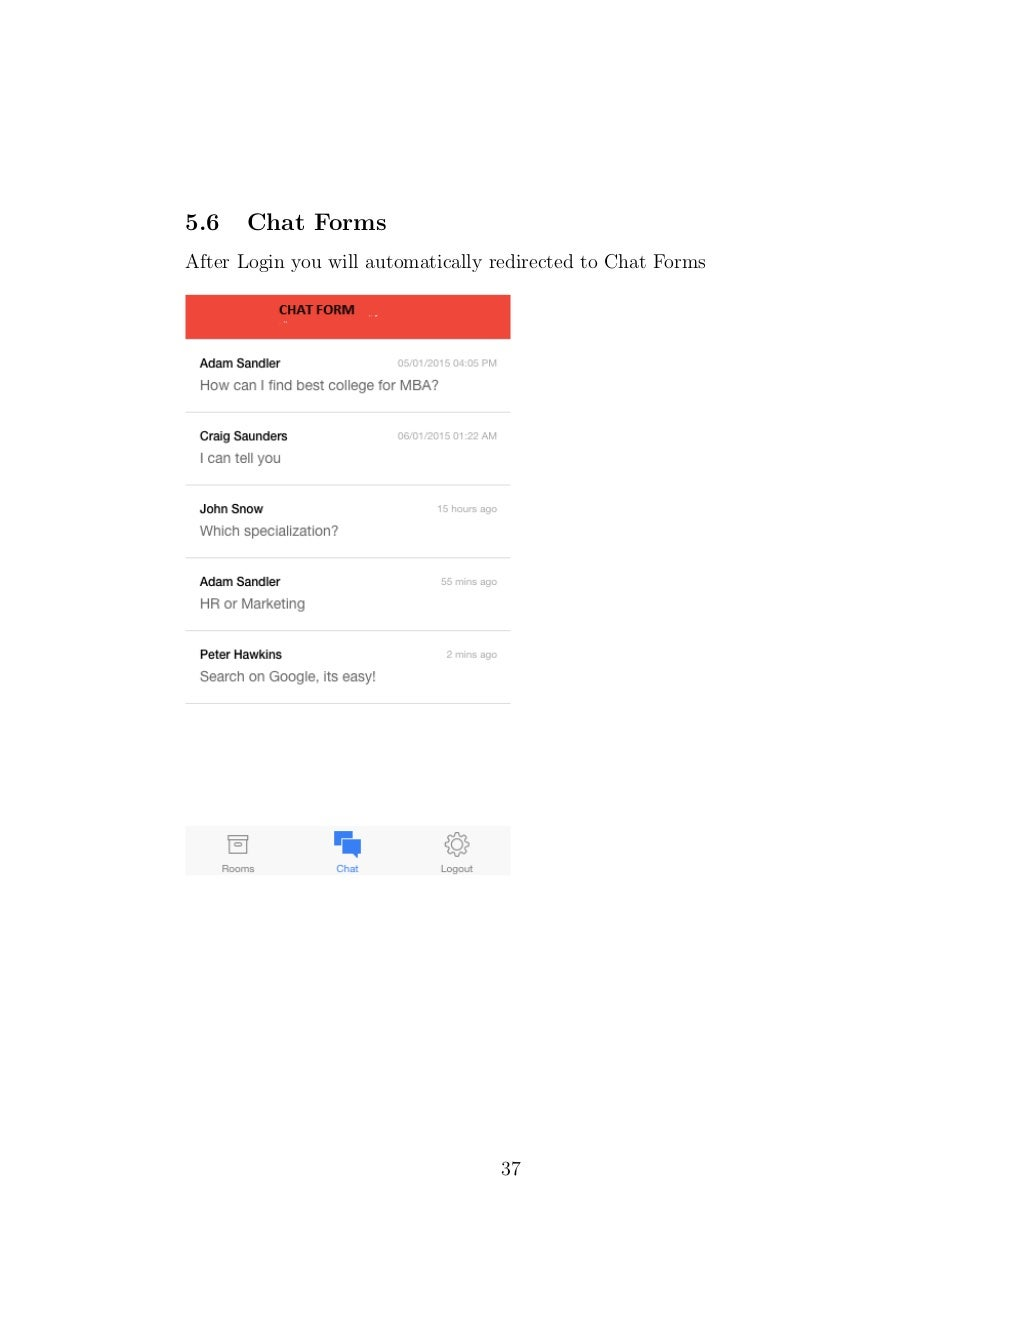 5.6 Chat Forms
After Login you will automatically redirected to Chat Forms
CHAT FORM
Adam Sandler 05/01/2015 04:05 PM
How can I find best college for MBA?
Craig Saunders 06/01/2015 01:22 AM
I can tell you
John Snow 15 hours ago
Which specialization?
Adam Sandler 55 mins ago
HR or Marketing
Peter Hawkins 2 mins ago
Search on Google, its easy!
Rooms Chat Logout
37